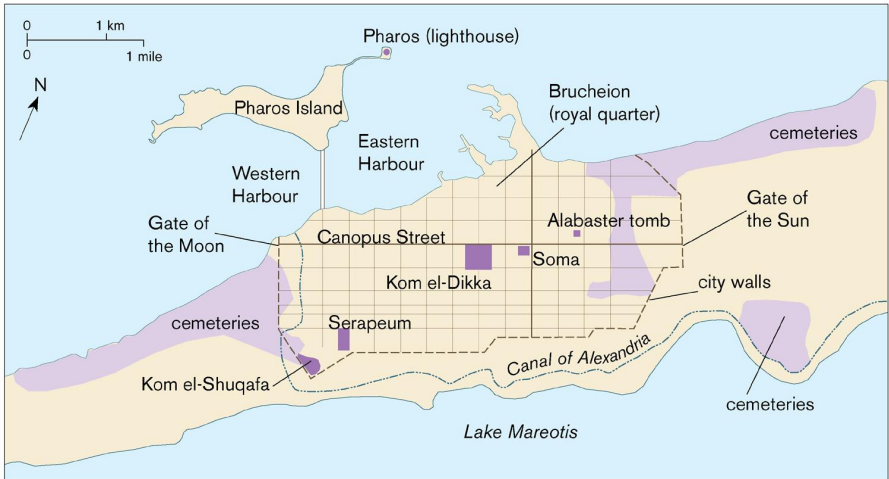 0 1 km
0 1 mile
N
Pharos (lighthouse)
Pharos Island
Brucheion
(royal quarter)
cemeteries
Eastern
Harbour
Western
Harbour
Gate of
the Moon
Gate of
the Sun
Alabaster tomb
Canopus Street
Soma
Kom el-Dikka
city walls
cemeteries
Serapeum
Canal of Alexandria
Kom el-Shuqafa
cemeteries
Lake Mareotis